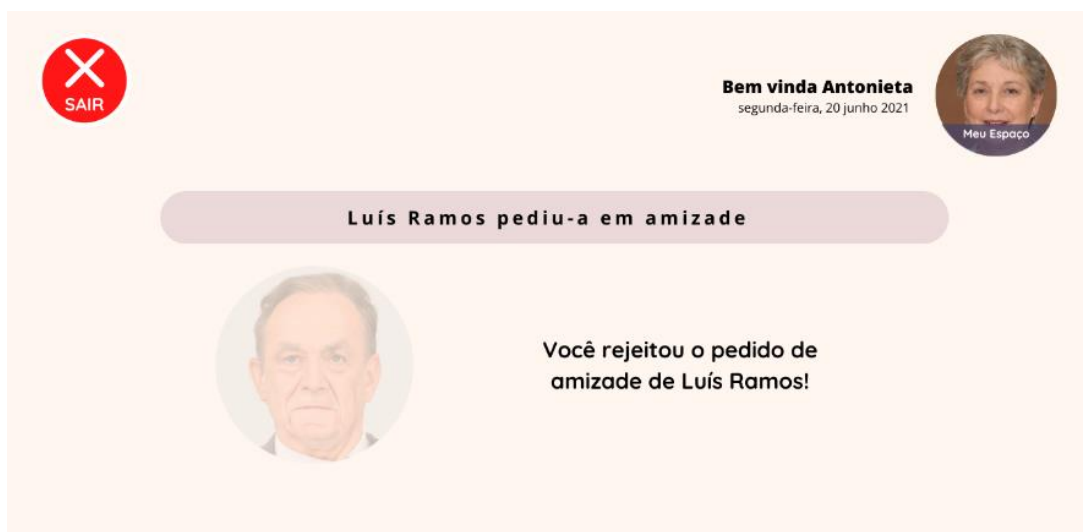 SAIR
Bem vinda Antonieta
segunda-feira, 20 junho 2021
Meu Espaço
Luís Ramos pediu-a em amizade
Você rejeitou o pedido de
amizade de Luís Ramos!